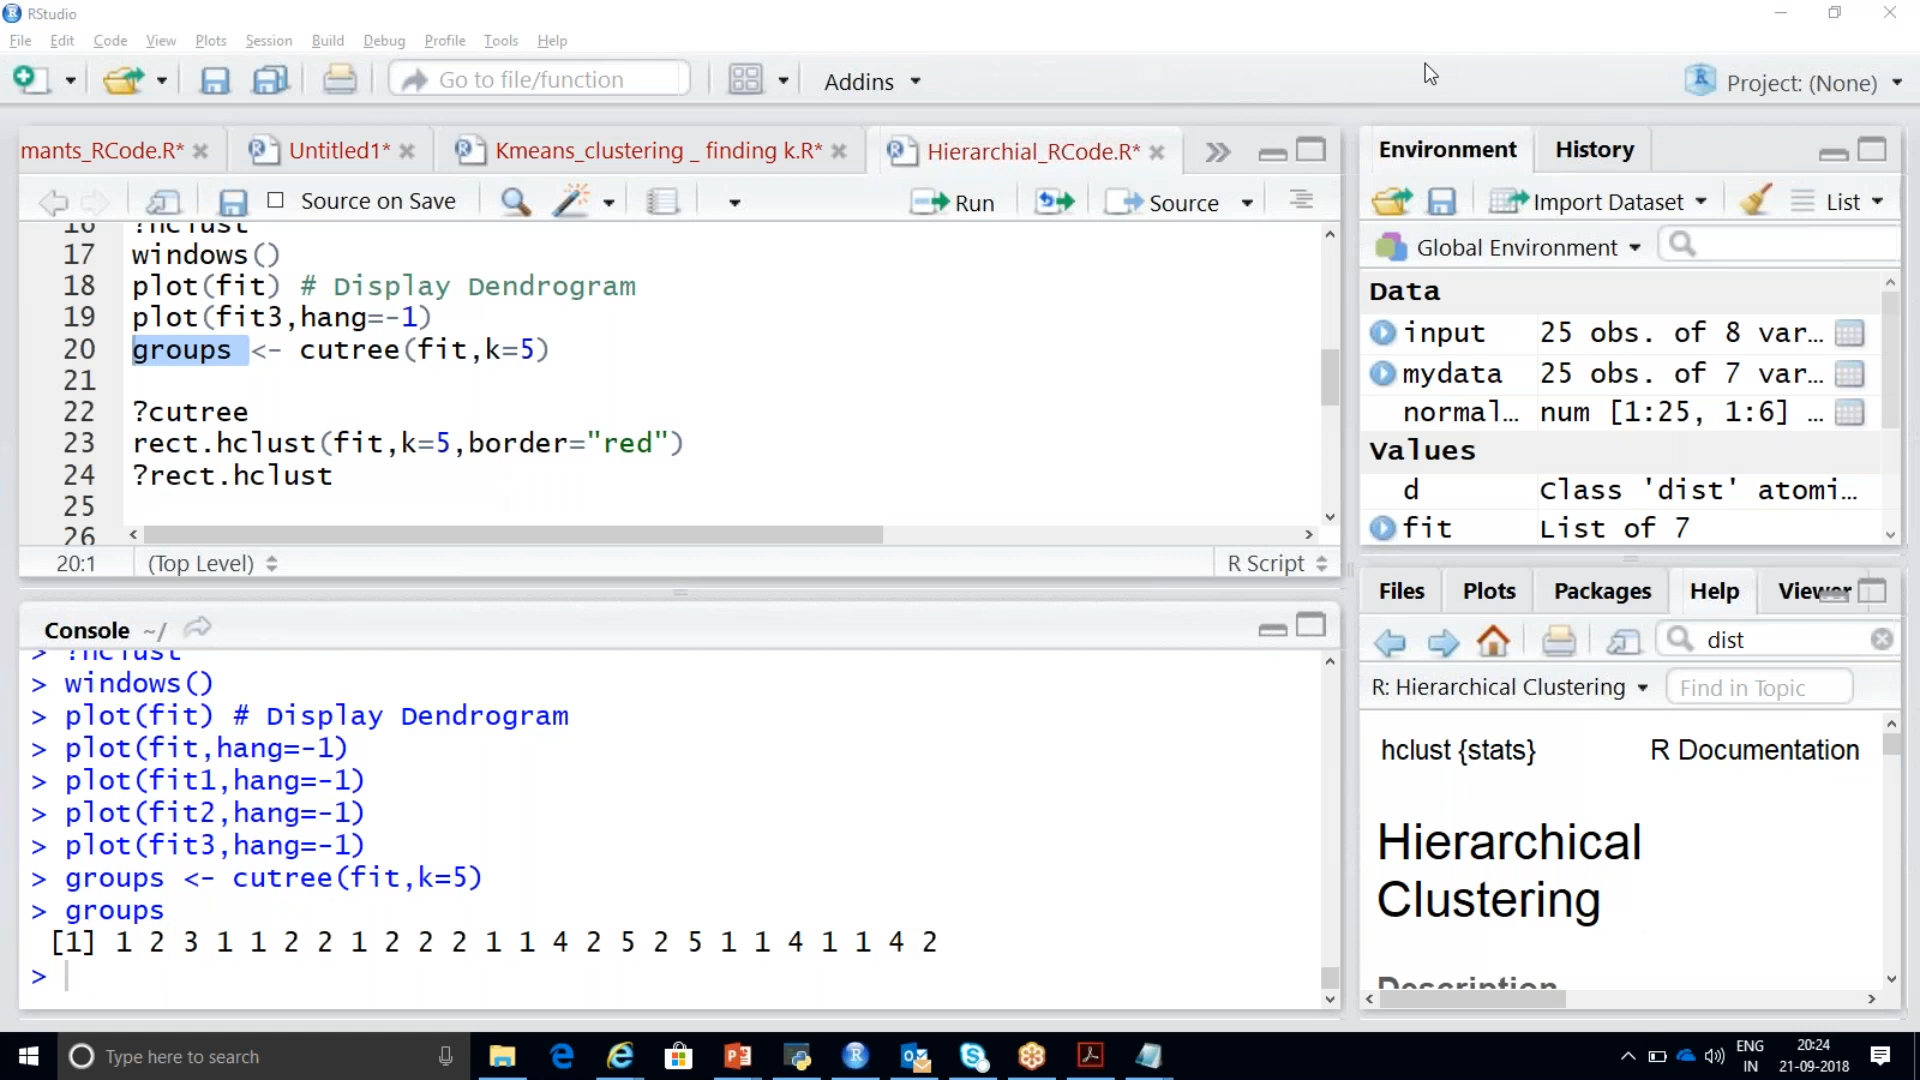 RStudio
File Edit Code View Plots Session Build Debug Profile Tools Help
Go to file/function Addins Project: (None)
mants_RCode.R* Untitled1* Kmeans_clustering _ finding k.R* Hierarchial_RCode.R*
Source on Save Run Source
16 ?hclust
17 windows()
18 plot(fit) # Display Dendrogram
19 plot(fit3,hang=-1)
20 groups <- cutree(fit,k=5)
21
22 ?cutree
23 rect.hclust(fit,k=5,border="red")
24 ?rect.hclust
25
26
20:1 (Top Level) R Script
Console ~/
> ?hclust
> windows()
> plot(fit) # Display Dendrogram
> plot(fit,hang=-1)
> plot(fit1,hang=-1)
> plot(fit2,hang=-1)
> plot(fit3,hang=-1)
> groups <- cutree(fit,k=5)
> groups
[1] 1 2 3 1 1 2 2 1 2 2 2 1 1 4 2 5 2 5 1 1 4 1 1 4 2
>
Environment History
Import Dataset List
Global Environment
Data
input 25 obs. of 8 var…
mydata 25 obs. of 7 var…
normal… num [1:25, 1:6] …
Values
d Class 'dist' atomi…
fit List of 7
Files Plots Packages Help Viewer
dist
R: Hierarchical Clustering Find in Topic
hclust {stats} R Documentation
Hierarchical
Clustering
Description
Type here to search
ENG
IN
20:24
21-09-2018